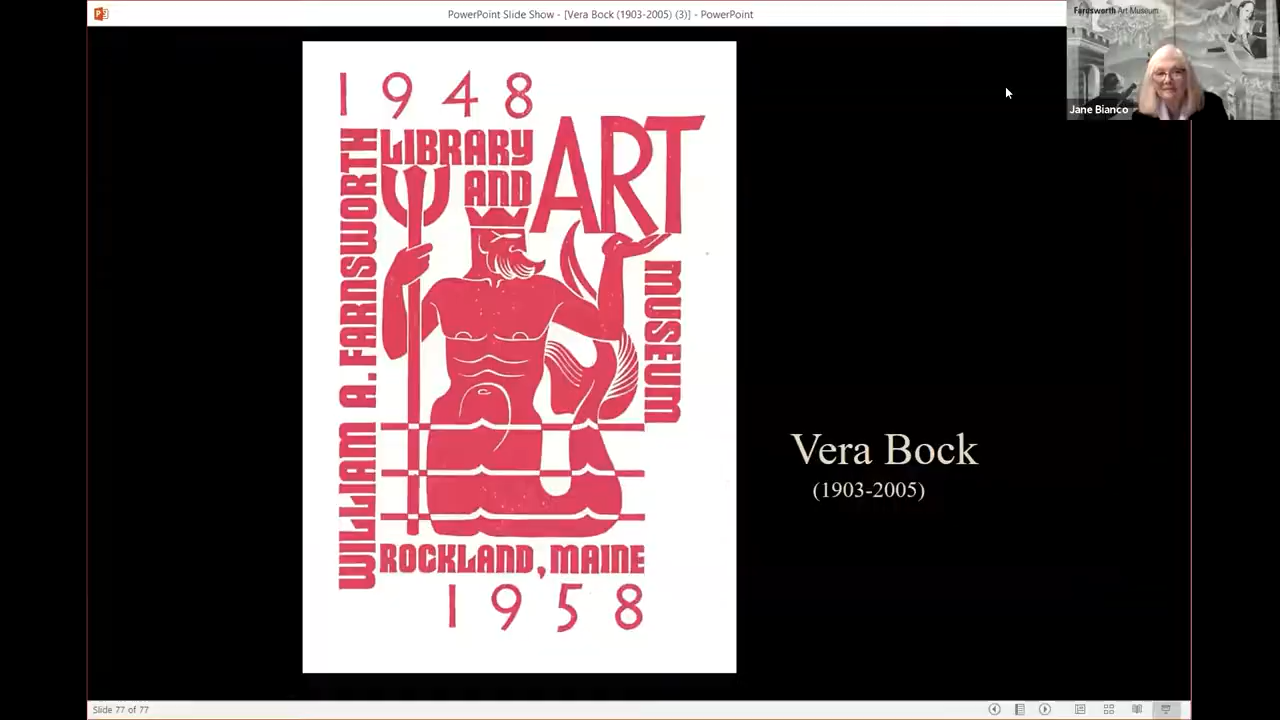 PowerPoint Slide Show - [Vera Bock (1903-2005) (3)] - PowerPoint
Farnsworth Art Museum
Jane Bianco
1948
WILLIAM A. FARNSWORTH
LIBRARY
AND
ART
MUSEUM
ROCKLAND, MAINE
1958
Vera Bock
(1903-2005)
Slide 77 of 77